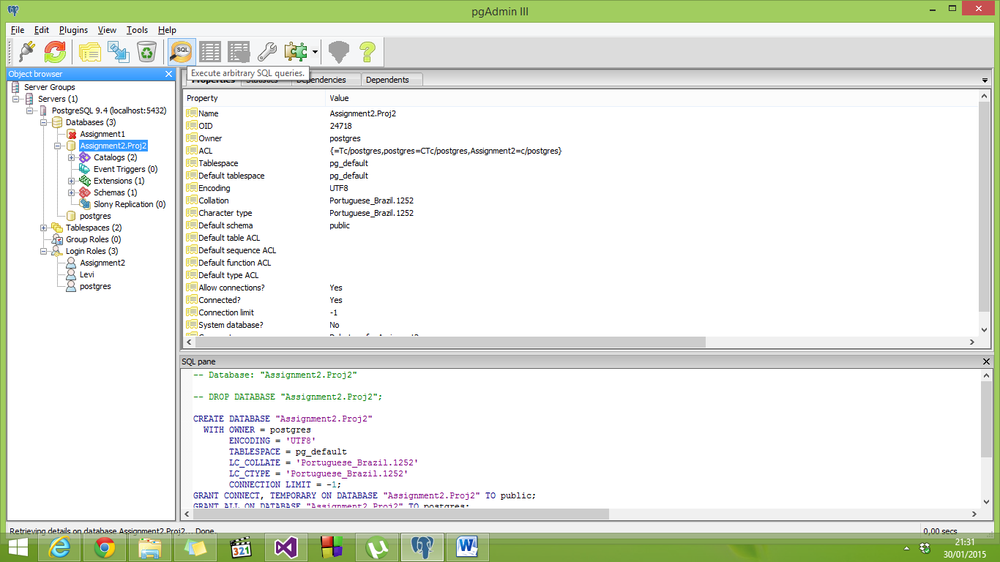 pgAdmin III
File Edit Plugins View Tools Help
SQL
Execute arbitrary SQL queries.
Object browser
Server Groups
Servers (1)
PostgreSQL 9.4 (localhost:5432)
Databases (3)
Assignment1
Assignment2.Proj2
Catalogs (2)
Event Triggers (0)
Extensions (1)
Schemas (1)
Slony Replication (0)
postgres
Tablespaces (2)
Group Roles (0)
Login Roles (3)
Assignment2
Levi
postgres
Properties Statistics Dependencies Dependents
Property Value
Name Assignment2.Proj2
OID 24718
Owner postgres
ACL {=Tc/postgres,postgres=CTc/postgres,Assignment2=c/postgres}
Tablespace pg_default
Default tablespace pg_default
Encoding UTF8
Collation Portuguese_Brazil.1252
Character type Portuguese_Brazil.1252
Default schema public
Default table ACL
Default sequence ACL
Default function ACL
Default type ACL
Allow connections? Yes
Connected? Yes
Connection limit -1
System database? No
SQL pane
-- Database: "Assignment2.Proj2"
-- DROP DATABASE "Assignment2.Proj2";
CREATE DATABASE "Assignment2.Proj2"
WITH OWNER = postgres
ENCODING = 'UTF8'
TABLESPACE = pg_default
LC_COLLATE = 'Portuguese_Brazil.1252'
LC_CTYPE = 'Portuguese_Brazil.1252'
CONNECTION LIMIT = -1;
GRANT CONNECT, TEMPORARY ON DATABASE "Assignment2.Proj2" TO public;
GRANT ALL ON DATABASE "Assignment2.Proj2" TO postgres;
Retrieving details on database Assignment2.Proj2... Done.
0,00 secs
321
21:31
30/01/2015